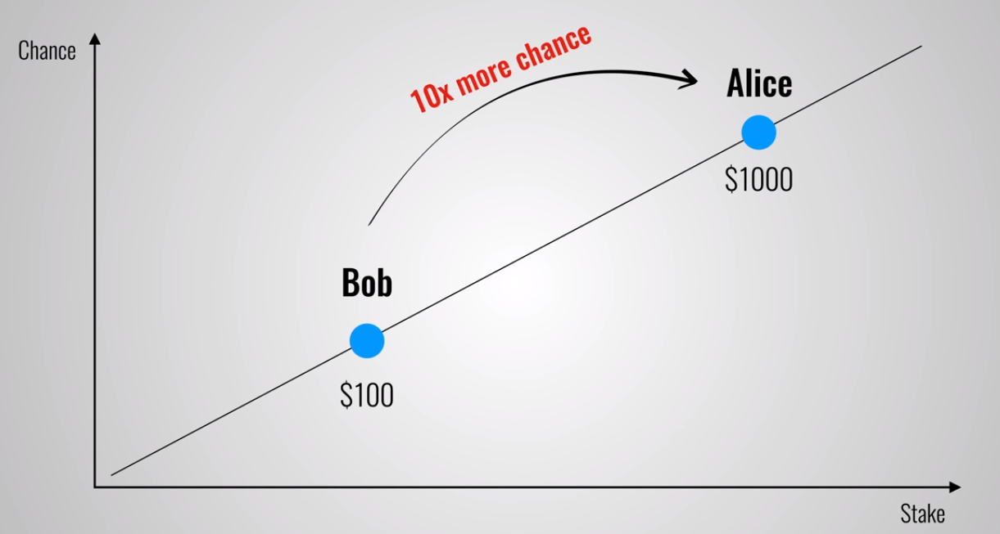 Chance
10x more chance
Alice
$1000
Bob
$100
Stake